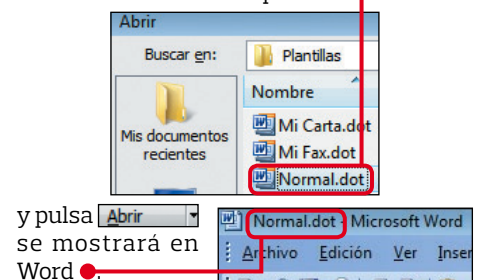 Abrir
Buscar en: Plantillas
Nombre
Mis documentos
recientes
Mi Carta.dot
Mi Fax.dot
Normal.dot
y pulsa Abrir
se mostrará en
Word
Normal.dot - Microsoft Word
Archivo Edición Ver